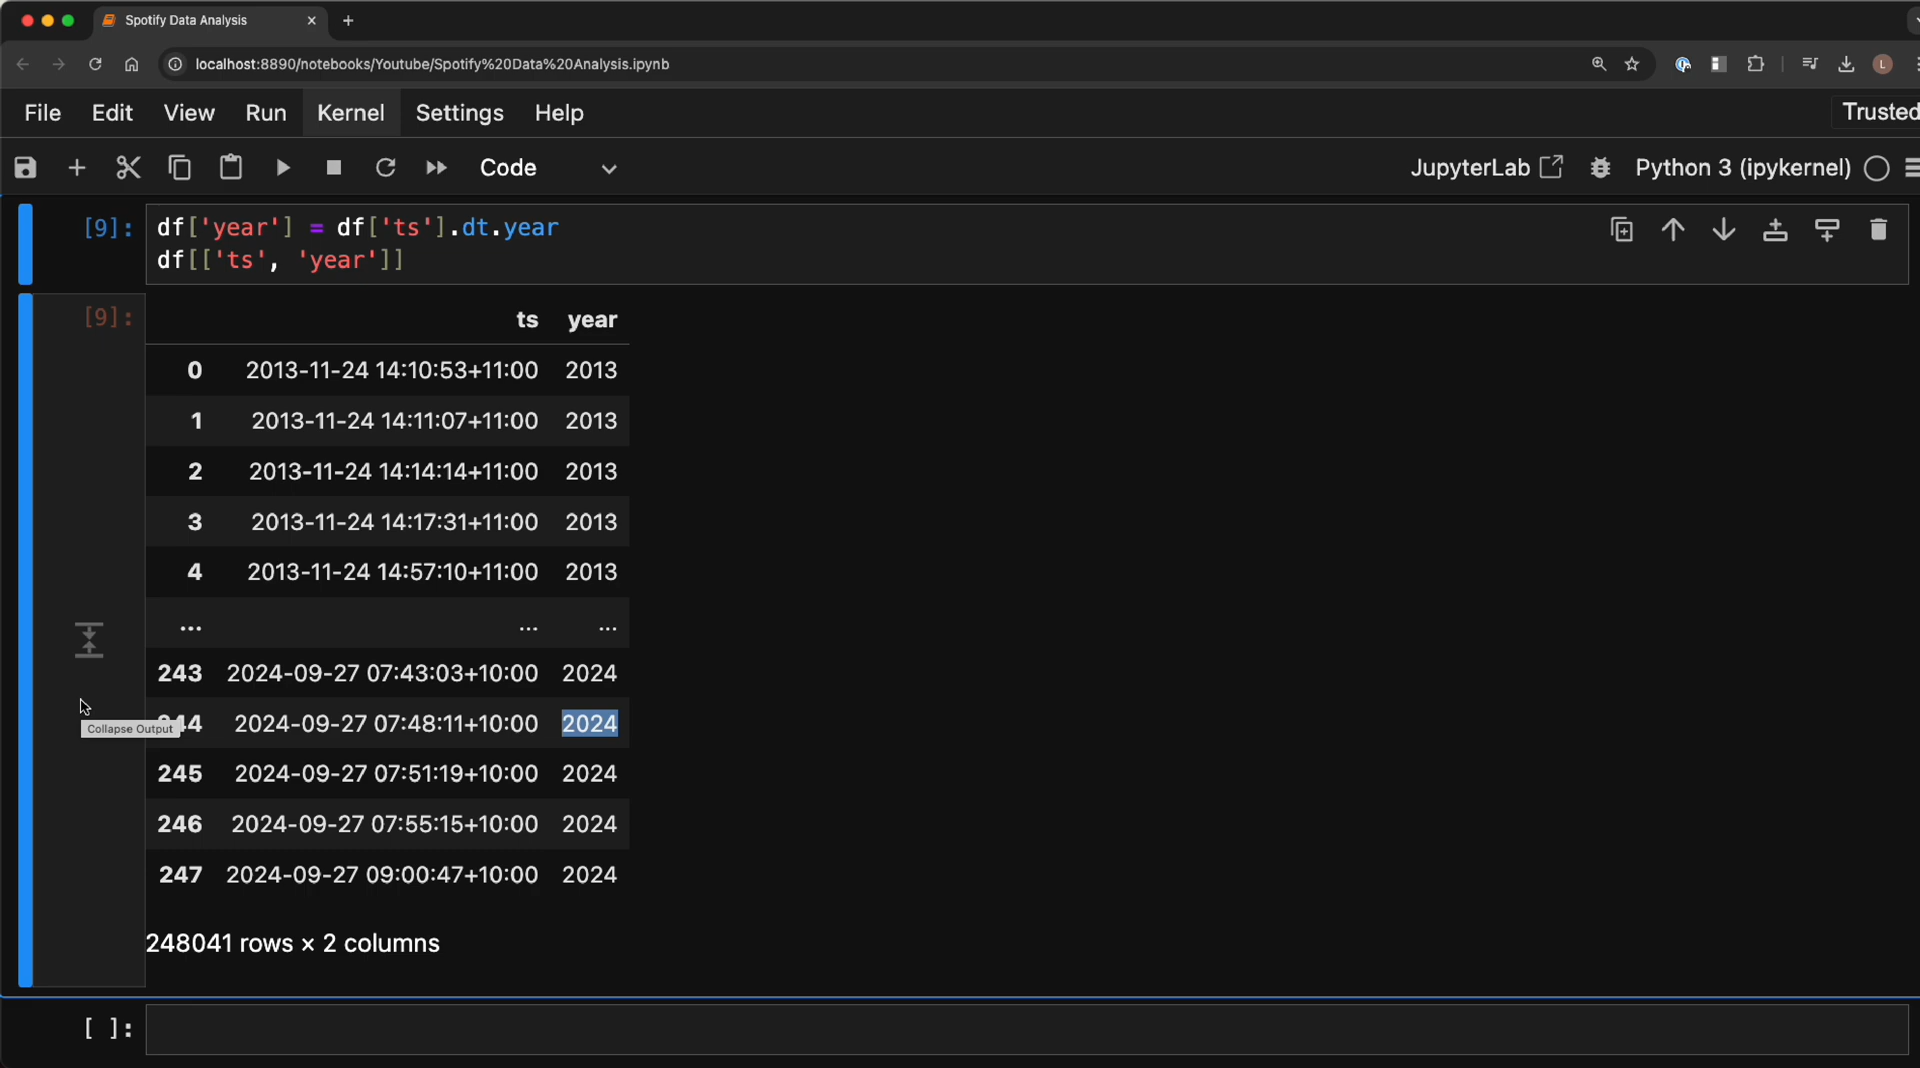 Spotify Data Analysis
localhost:8890/notebooks/Youtube/Spotify%20Data%20Analysis.ipynb
L
File Edit View Run Kernel Settings Help
Trusted
Code
JupyterLab
Python 3 (ipykernel)
[9]: df['year'] = df['ts'].dt.year
df[['ts', 'year']]
[9]:
ts year
0 2013-11-24 14:10:53+11:00 2013
1 2013-11-24 14:11:07+11:00 2013
2 2013-11-24 14:14:14+11:00 2013
3 2013-11-24 14:17:31+11:00 2013
4 2013-11-24 14:57:10+11:00 2013
... ... ...
243 2024-09-27 07:43:03+10:00 2024
44 2024-09-27 07:48:11+10:00 2024
Collapse Output
245 2024-09-27 07:51:19+10:00 2024
246 2024-09-27 07:55:15+10:00 2024
247 2024-09-27 09:00:47+10:00 2024
248041 rows × 2 columns
[ ]: